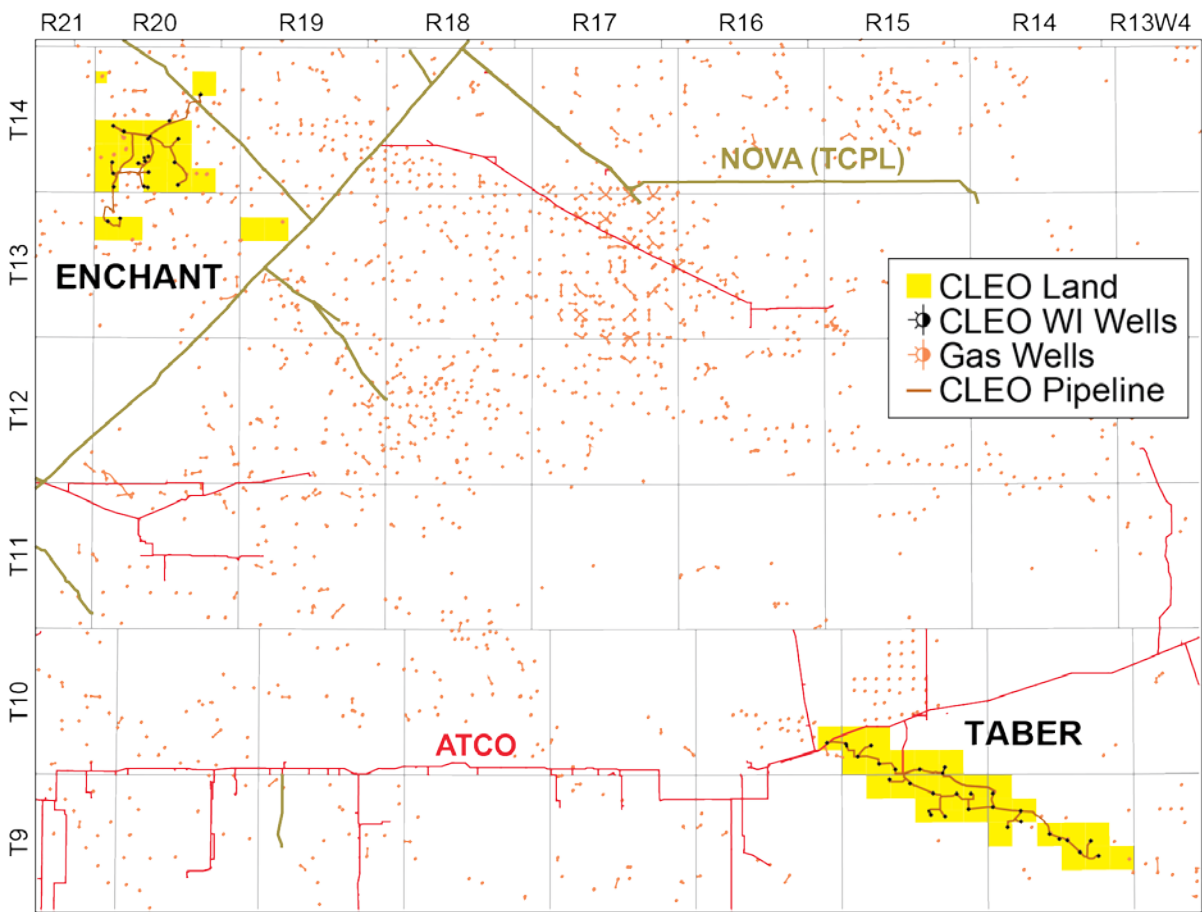 R21 R20 R19 R18 R17 R16 R15 R14 R13W4
T14
NOVA (TCPL)
T13
ENCHANT
CLEO Land
CLEO WI Wells
Gas Wells
CLEO Pipeline
T12
T11
T10
ATCO
TABER
T9